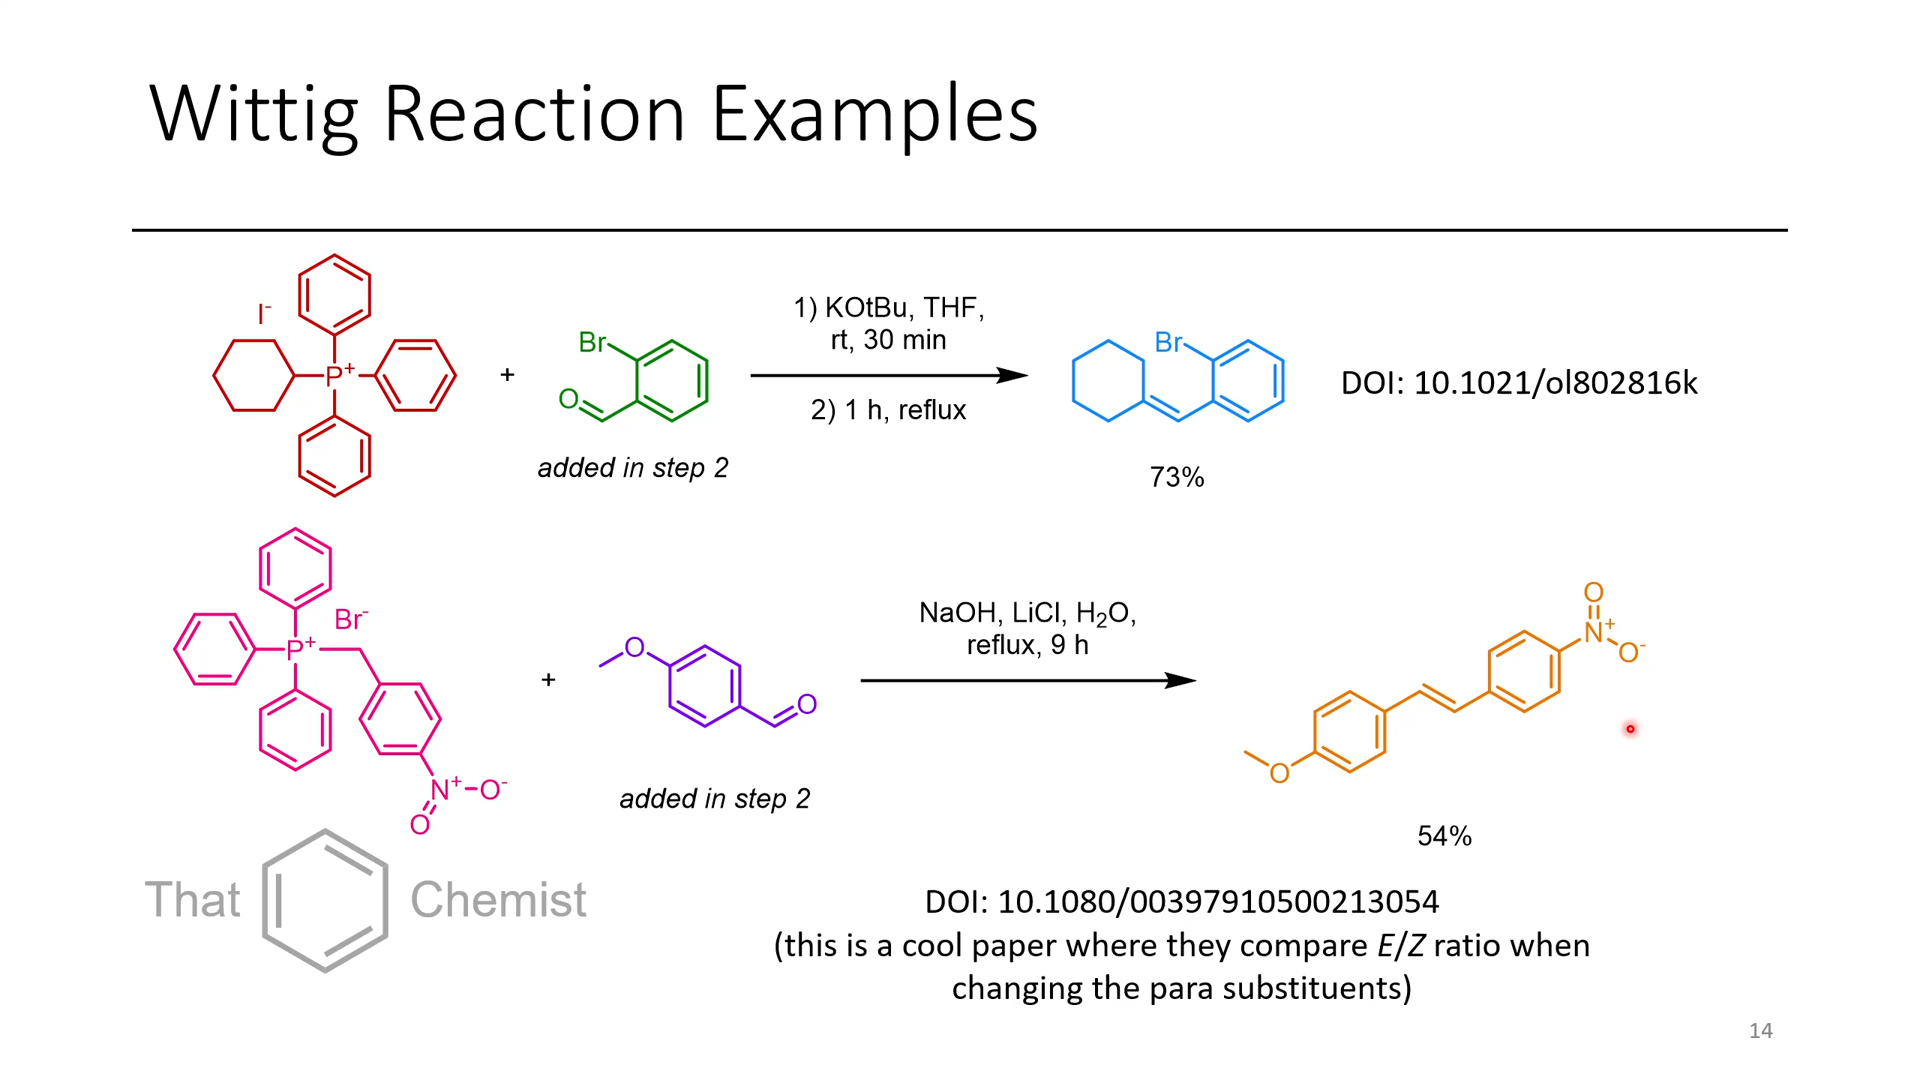 Wittig Reaction Examples
I-
P+
+
Br
O
added in step 2
1) KOtBu, THF,
rt, 30 min
2) 1 h, reflux
Br
73%
DOI: 10.1021/ol802816k
Br-
P+
N+
O-
O
+
O
O
added in step 2
NaOH, LiCl, H₂O,
reflux, 9 h
O
N+
O-
O
54%
That Chemist
DOI: 10.1080/00397910500213054
(this is a cool paper where they compare E/Z ratio when
changing the para substituents)
14